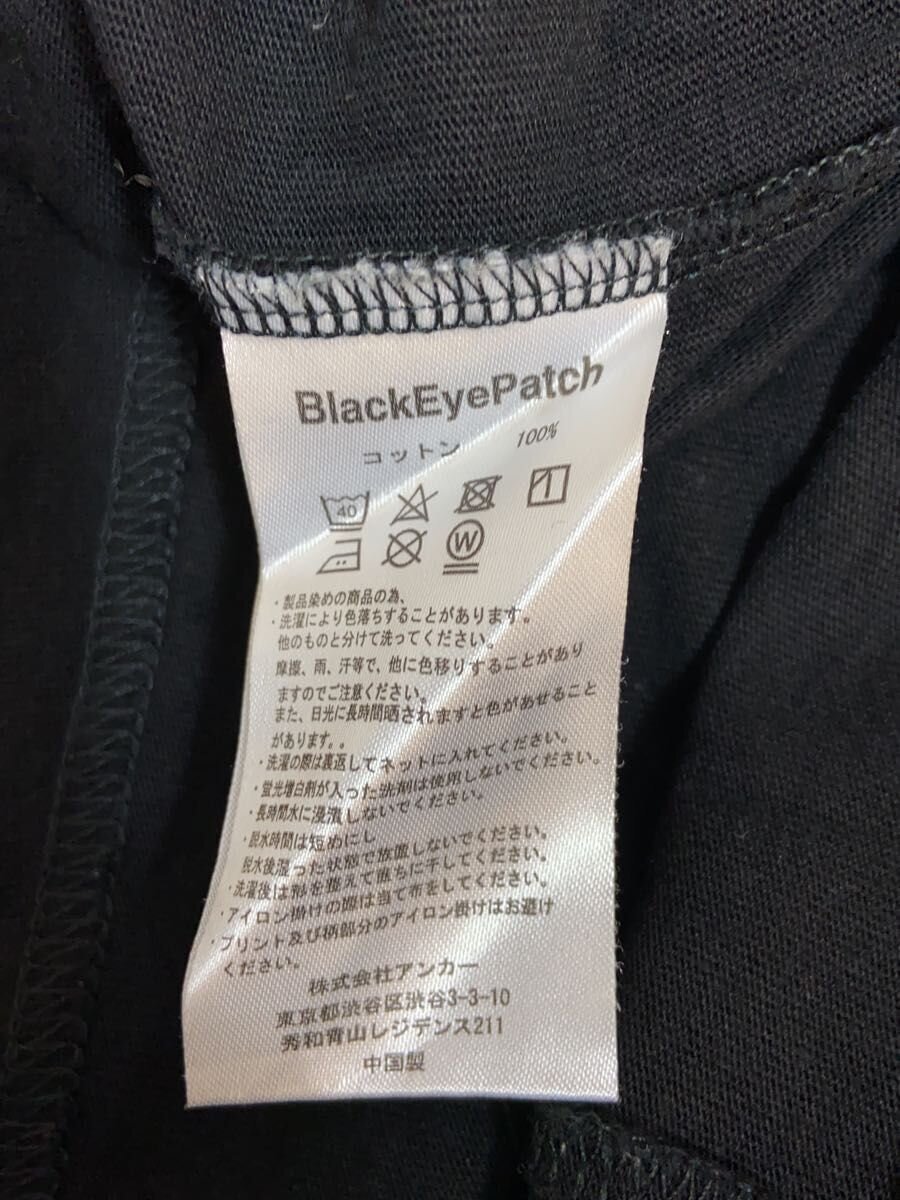 BlackEyePatch
コットン 100%
40
W
・製品染めの商品の為、
・洗濯により色落ちすることがあります。
他のものと分けて洗ってください。
摩擦、雨、汗等で、他に色移りすることがあり
ますのでご注意ください。
また、日光に長時間晒されますと色があせること
があります。。
・洗濯の際は裏返してネットに入れてください。
・蛍光増白剤が入った洗剤は使用しないでください。
・長時間水に浸漬しないでください。
・脱水時間は短めにし
脱水後湿った状態で放置しないでください。
・洗濯後は形を整えて直ちに干してください。
・アイロン掛けの際は当て布をしてください。
・プリント及び柄部分のアイロン掛けはお避け
ください。
株式会社アンカー
東京都渋谷区渋谷3-3-10
秀和青山レジデンス211
中国製